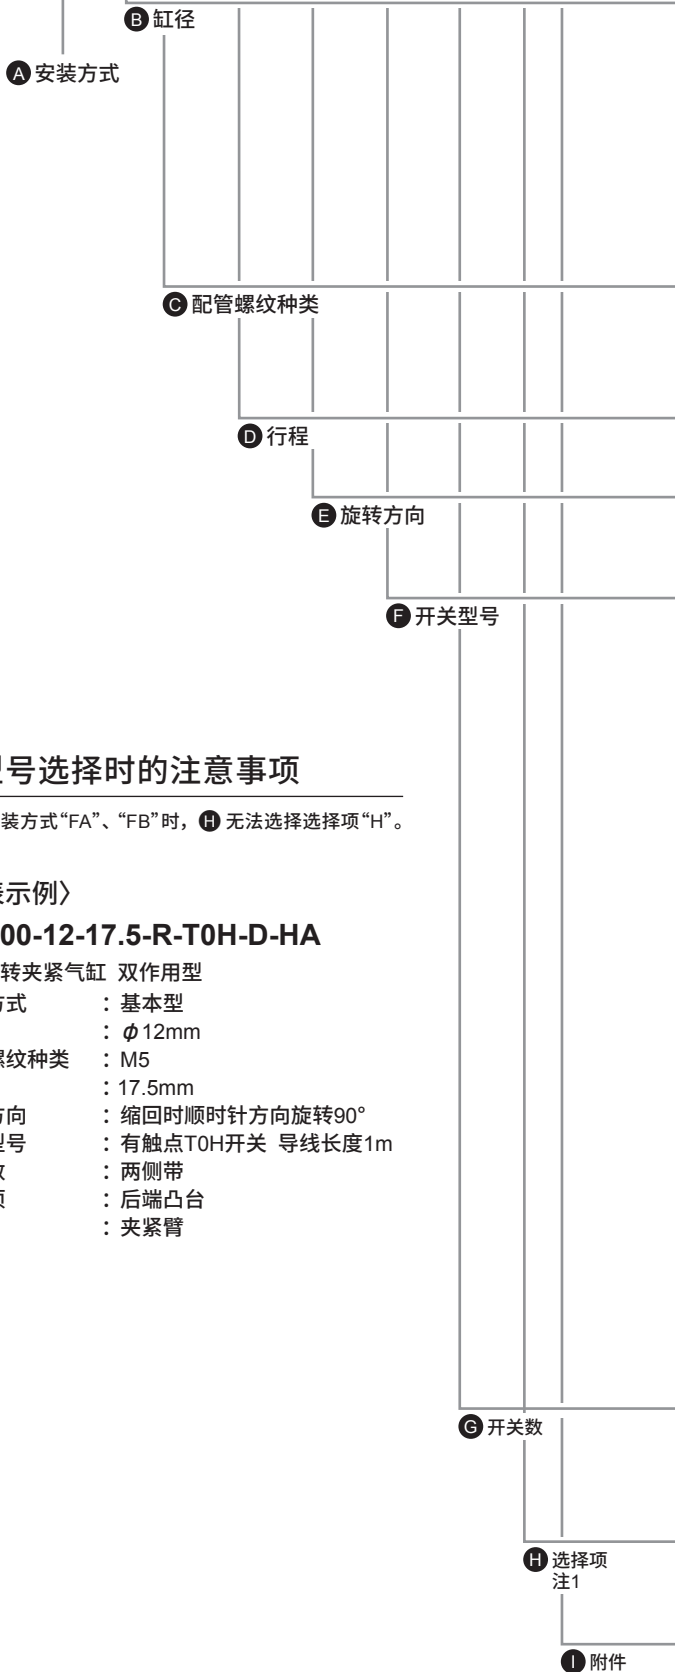 B 缸径
A 安装方式
C 配管螺纹种类
D 行程
E 旋转方向
F 开关型号
号选择时的注意事项
装方式“FA”、“FB”时，H 无法选择选择项“H”。
示例〉
00-12-17.5-R-T0H-D-HA
转夹紧气缸 双作用型
方式 ：基本型
：φ12mm
螺纹种类 ：M5
：17.5mm
方向 ：缩回时顺时针方向旋转90°
型号 ：有触点T0H开关 导线长度1m
数 ：两侧带
项 ：后端凸台
：夹紧臂
G 开关数
H 选择项
注1
I 附件